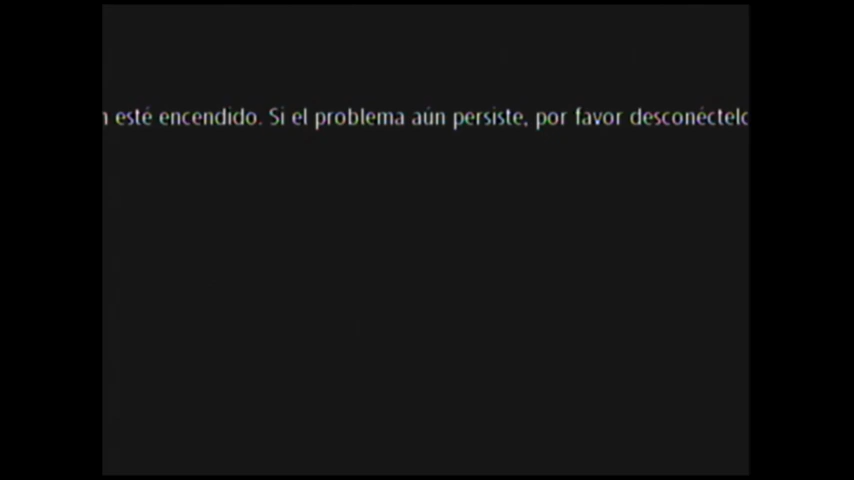 n esté encendido. Si el problema aún persiste, por favor desconéctelo